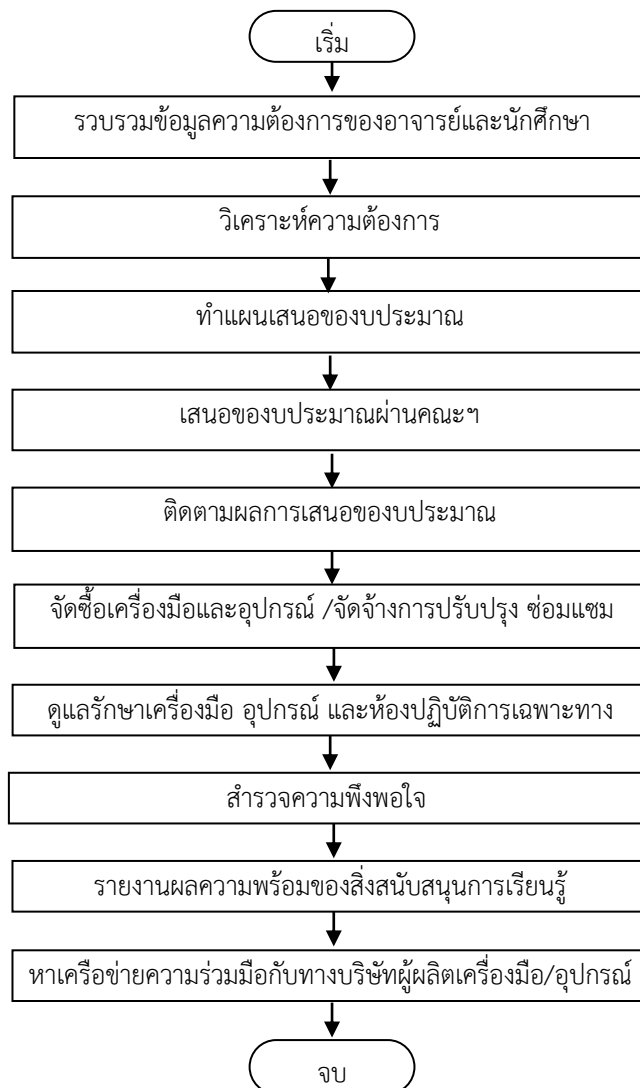 เริ่ม
รวบรวมข้อมูลความต้องการของอาจารย์และนักศึกษา
วิเคราะห์ความต้องการ
ทำแผนเสนอของบประมาณ
เสนอของบประมาณผ่านคณะฯ
ติดตามผลการเสนอของบประมาณ
จัดซื้อเครื่องมือและอุปกรณ์ /จัดจ้างการปรับปรุง ซ่อมแซม
ดูแลรักษาเครื่องมือ อุปกรณ์ และห้องปฏิบัติการเฉพาะทาง
สำรวจความพึงพอใจ
รายงานผลความพร้อมของสิ่งสนับสนุนการเรียนรู้
หาเครือข่ายความร่วมมือกับทางบริษัทผู้ผลิตเครื่องมือ/อุปกรณ์
จบ